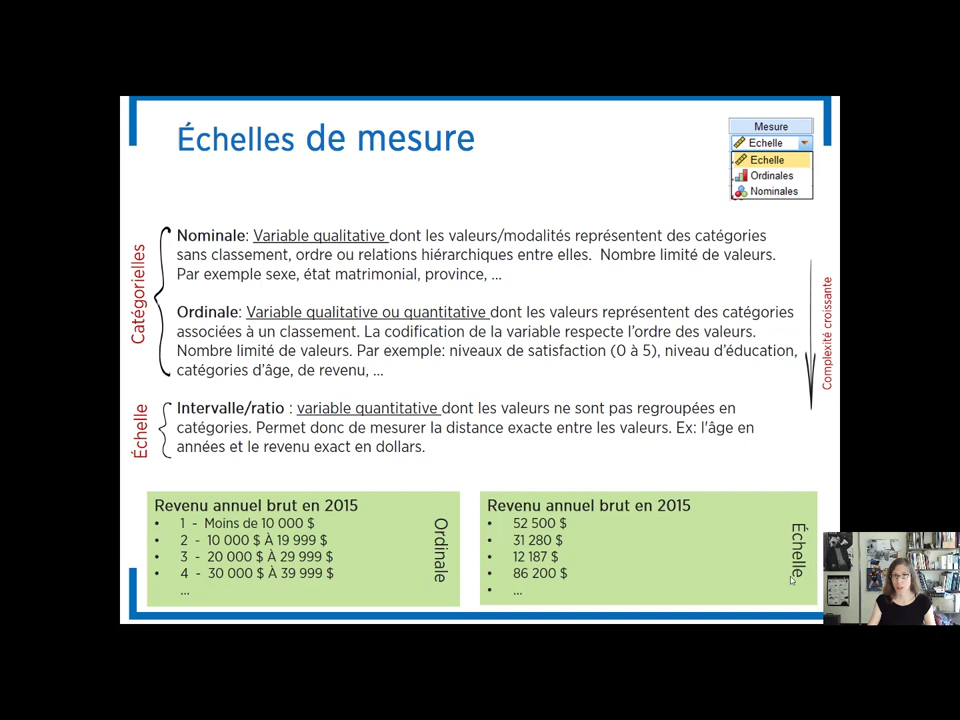 Échelles de mesure
Mesure
Echelle
Echelle
Ordinales
Nominales
Catégorielles
Nominale: Variable qualitative dont les valeurs/modalités représentent des catégories
sans classement, ordre ou relations hiérarchiques entre elles. Nombre limité de valeurs.
Par exemple sexe, état matrimonial, province, ...
Ordinale: Variable qualitative ou quantitative dont les valeurs représentent des catégories
associées à un classement. La codification de la variable respecte l'ordre des valeurs.
Nombre limité de valeurs. Par exemple: niveaux de satisfaction (0 à 5), niveau d'éducation,
catégories d'âge, de revenu, ...
Complexité croissante
Échelle
Intervalle/ratio : variable quantitative dont les valeurs ne sont pas regroupées en
catégories. Permet donc de mesurer la distance exacte entre les valeurs. Ex: l'âge en
années et le revenu exact en dollars.
Revenu annuel brut en 2015
• 1 - Moins de 10 000 $
• 2 - 10 000 $ À 19 999 $
• 3 - 20 000 $ À 29 999 $
• 4 - 30 000 $ À 39 999 $
...
Ordinale
Revenu annuel brut en 2015
• 52 500 $
• 31 280 $
• 12 187 $
• 86 200 $
• ...
Échelle